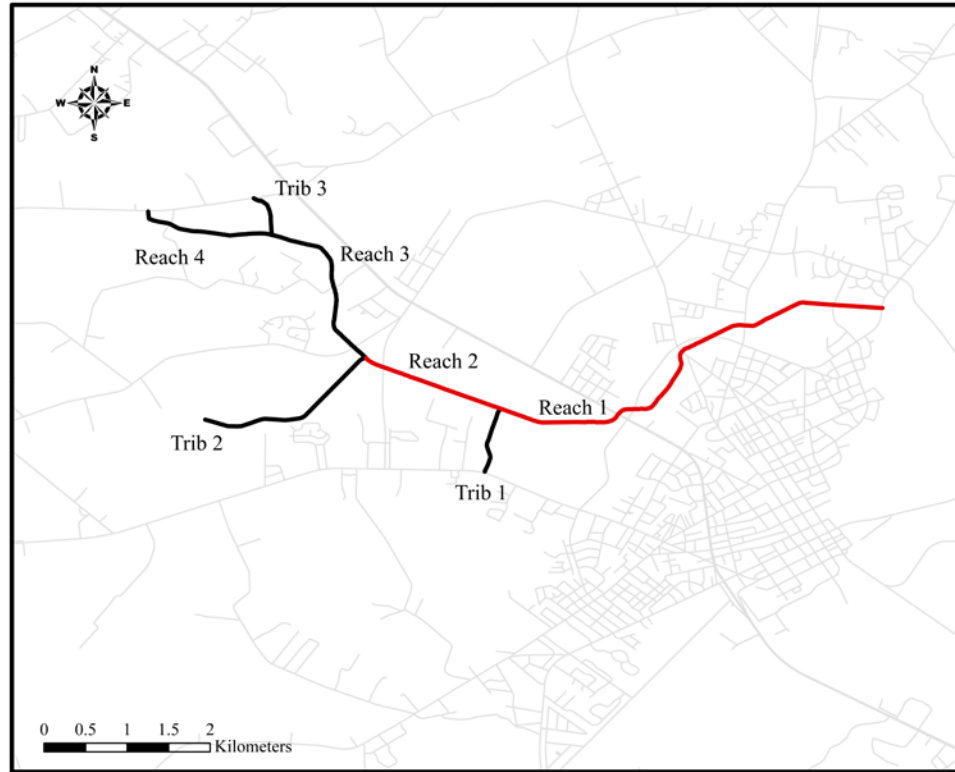 N
W E
S
Trib 3
Reach 4
Reach 3
Reach 2
Reach 1
Trib 2
Trib 1
0 0.5 1 1.5 2
Kilometers